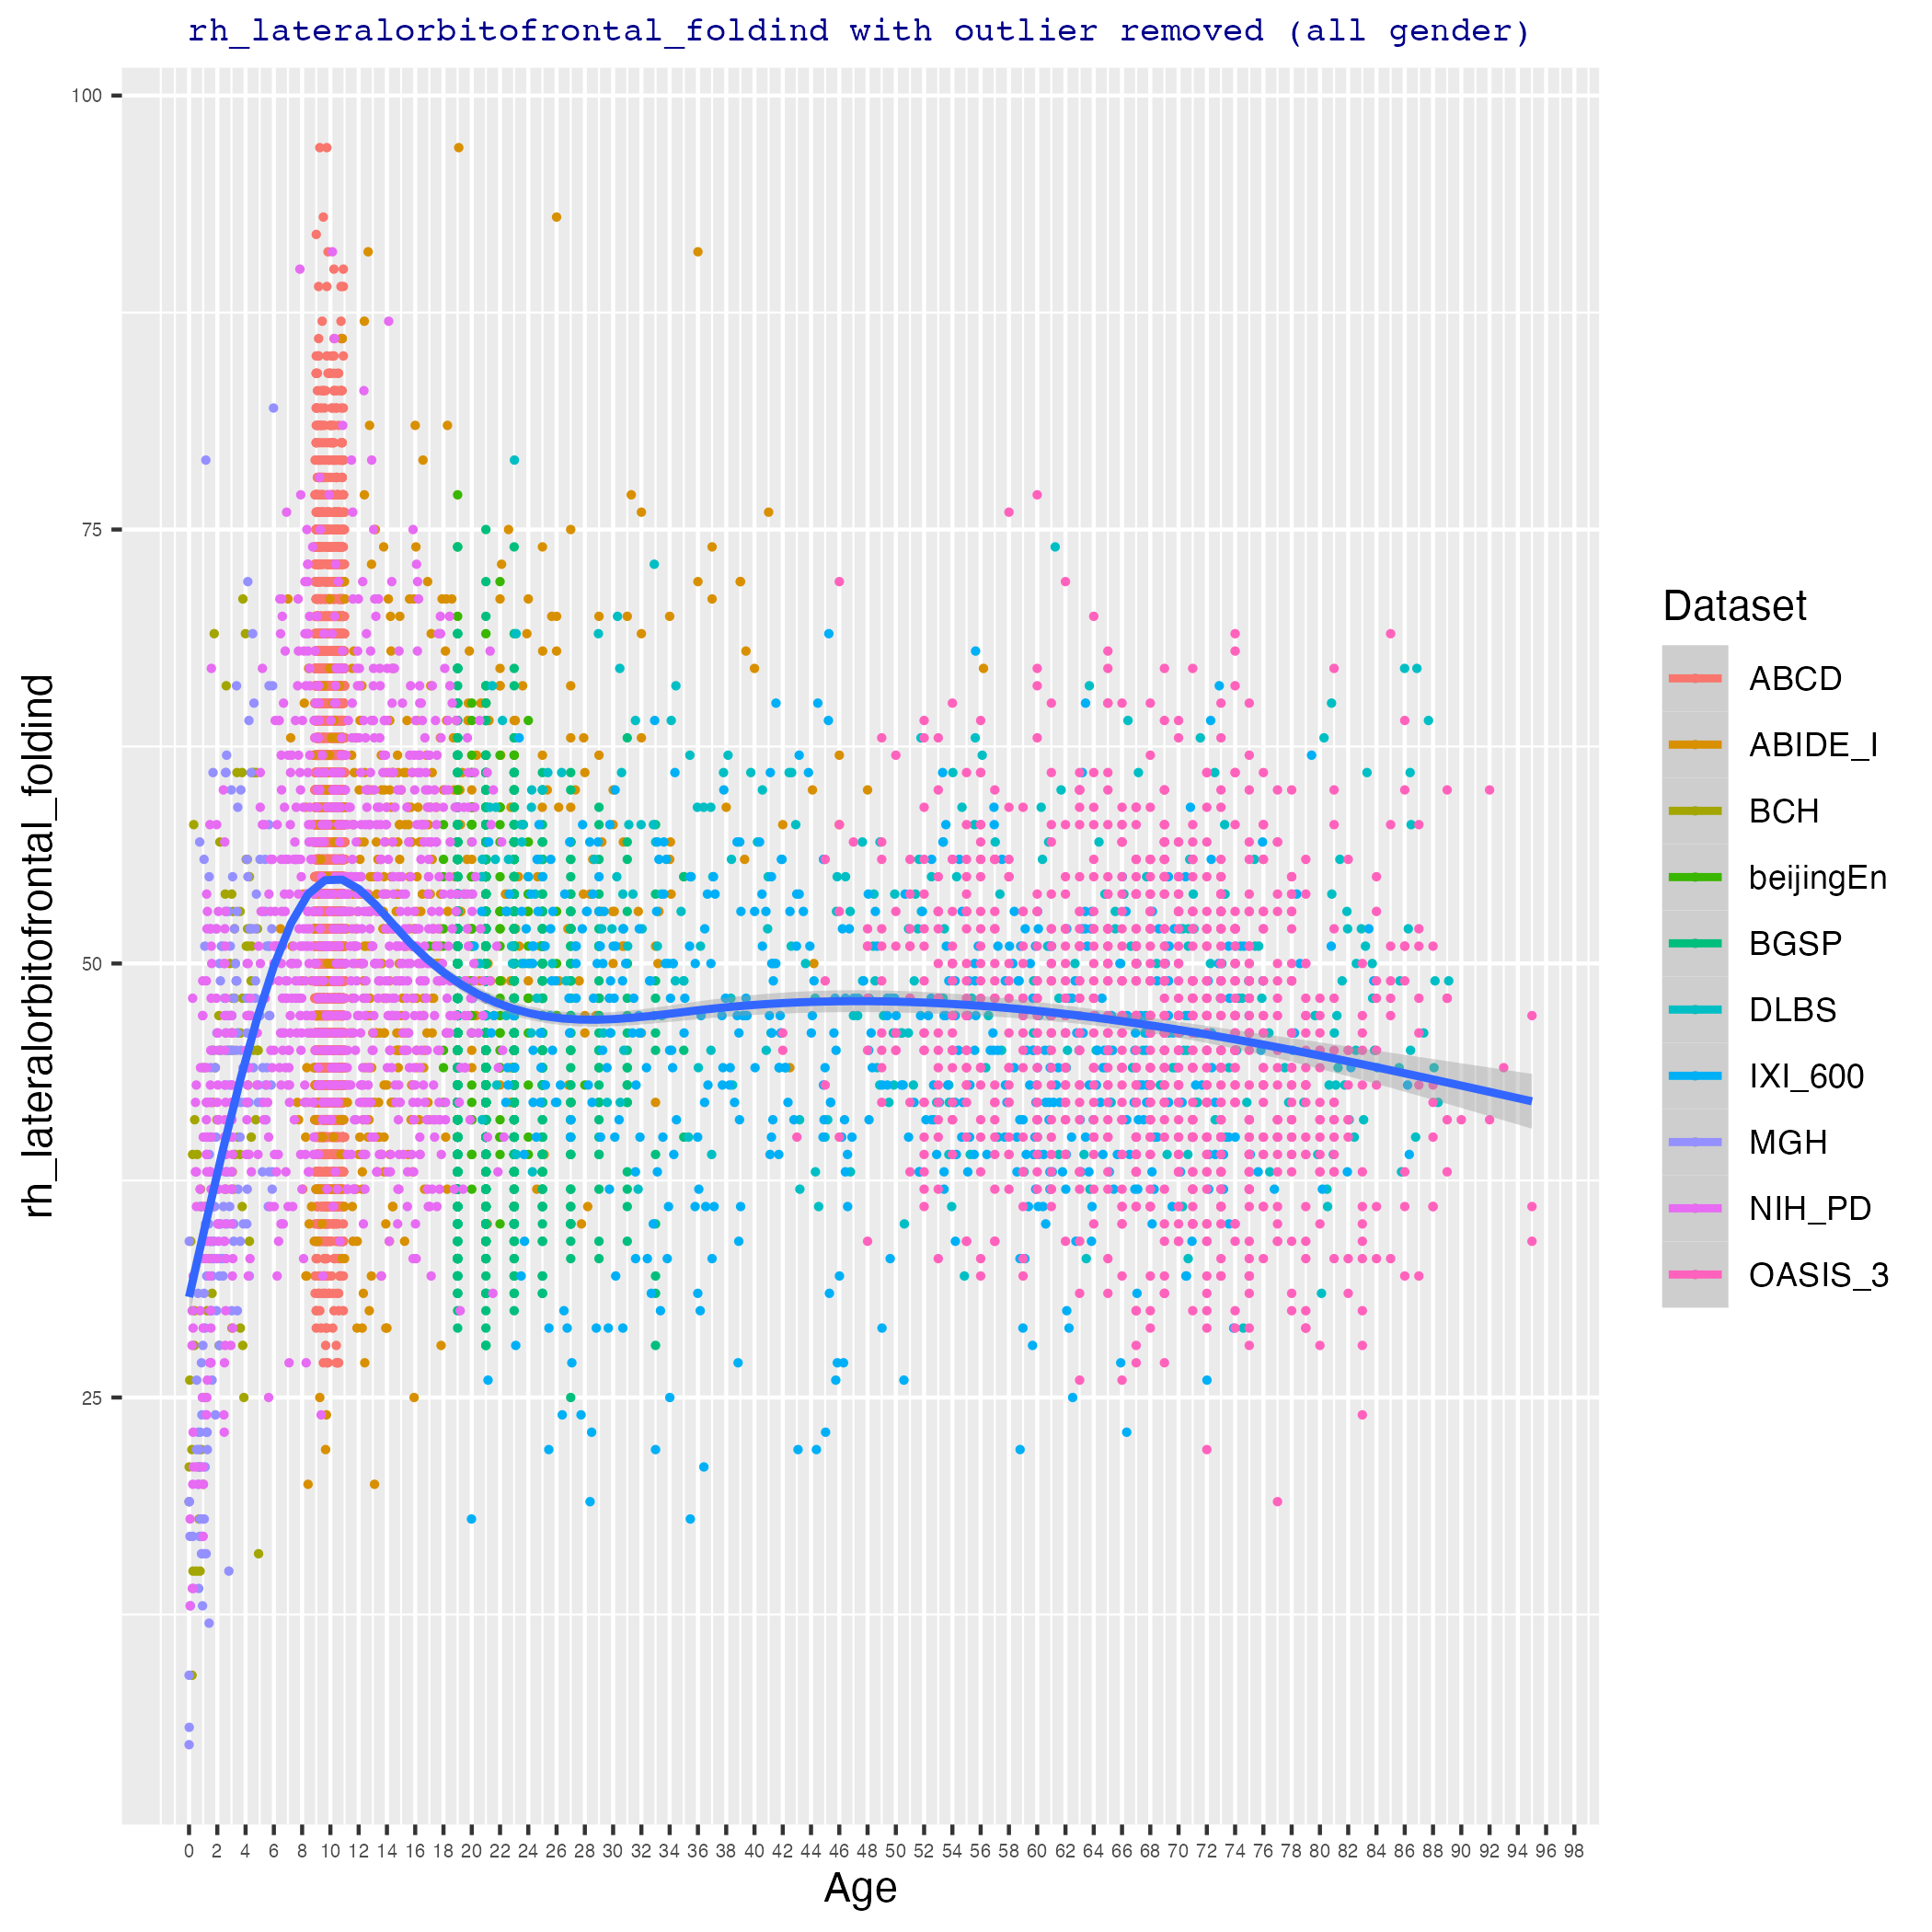 rh_lateralorbitofrontal_foldind with outlier removed (all gender)
rh_lateralorbitofrontal_foldind
100
75
50
25
0 2 4 6 8 10 12 14 16 18 20 22 24 26 28 30 32 34 36 38 40 42 44 46 48 50 52 54 56 58 60 62 64 66 68 70 72 74 76 78 80 82 84 86 88 90 92 94 96 98
Age
Dataset
ABCD
ABIDE_I
BCH
beijingEn
BGSP
DLBS
IXI_600
MGH
NIH_PD
OASIS_3